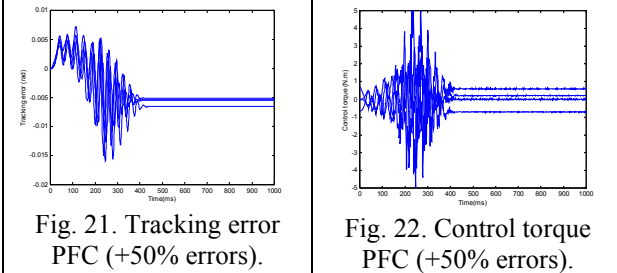 0.01
0.005
0
-0.005
-0.01
-0.015
-0.02
Tracking error (rad)
0 100 200 300 400 500 600 700 800 900 1000
Time(ms)
Fig. 21. Tracking error
PFC (+50% errors).
5
4
3
2
1
0
-1
-2
-3
-4
-5
Control torque (N.m)
0 100 200 300 400 500 600 700 800 900 1000
Time(ms)
Fig. 22. Control torque
PFC (+50% errors).